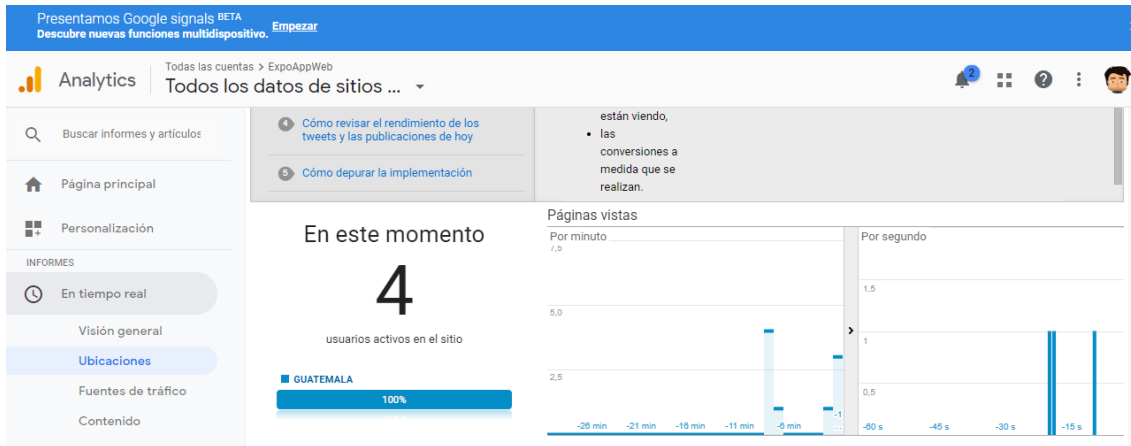 Presentamos Google signals BETA
Descubre nuevas funciones multidispositivo. Empezar
Analytics
Todas las cuentas > ExpoAppWeb
Todos los datos de sitios ...
2
Buscar informes y artículos
Página principal
Personalización
INFORMES
En tiempo real
Visión general
Ubicaciones
Fuentes de tráfico
Contenido
4 Cómo revisar el rendimiento de los
tweets y las publicaciones de hoy
5 Cómo depurar la implementación
están viendo,
• las
conversiones a
medida que se
realizan.
En este momento
4
usuarios activos en el sitio
GUATEMALA
100%
Páginas vistas
Por minuto
7,5
5,0
2,5
-26 min -21 min -16 min -11 min -6 min -1
...
Por segundo
1,5
1
0,5
-60 s -45 s -30 s -15 s